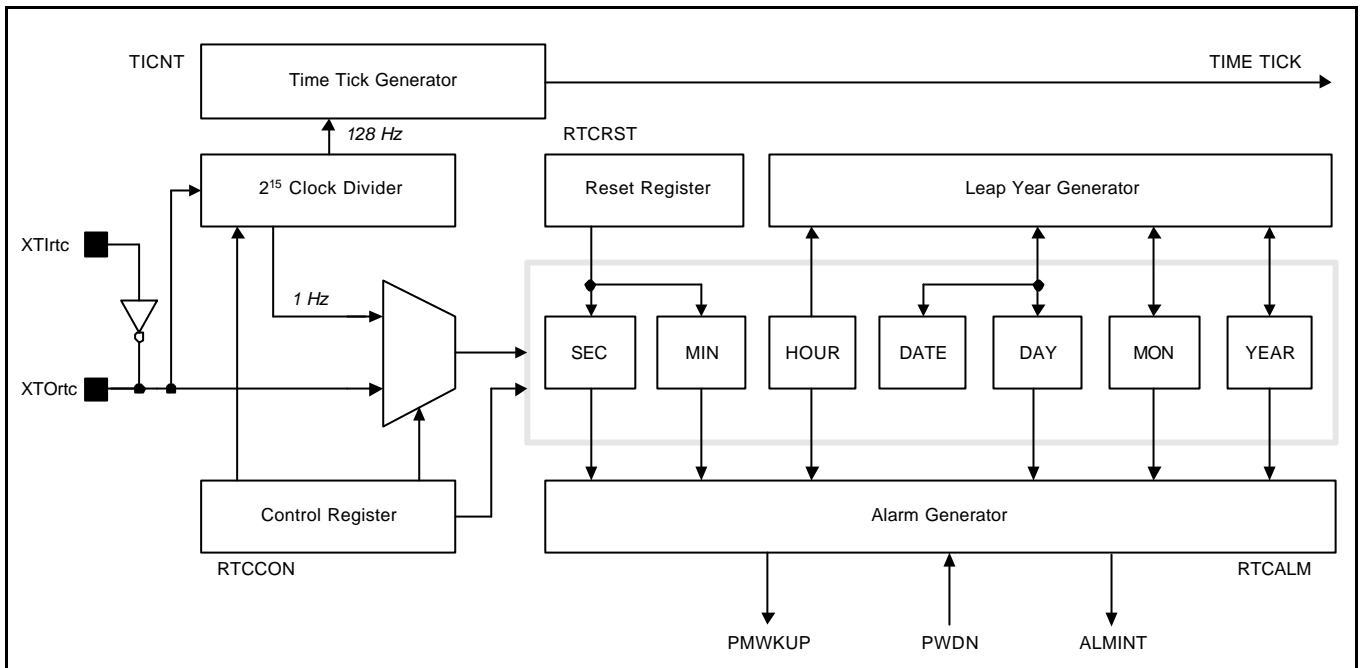 TICNT
Time Tick Generator
TIME TICK
128 Hz
RTCRST
2¹⁵ Clock Divider
Reset Register
Leap Year Generator
XTIrtc
1 Hz
SEC
MIN
HOUR
DATE
DAY
MON
YEAR
XTOrtc
Control Register
Alarm Generator
RTCCON
RTCALM
PMWKUP
PWDN
ALMINT